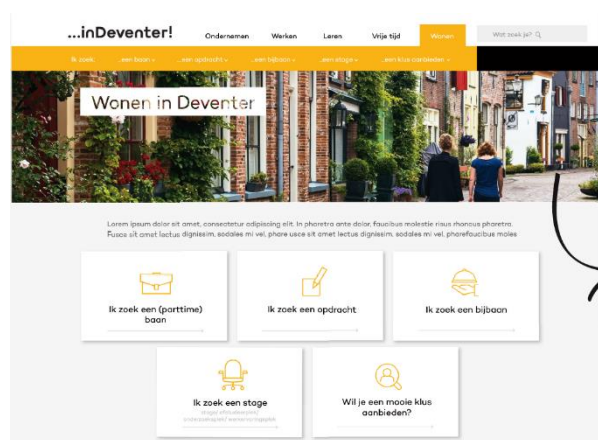 ...inDeventer!
Ondernemen Werken Leren Vrije tijd Wonen Wat zoek je?
Ik zoek: ...een baan ...een opdracht ...een bijbaan ...een stage ...een klus aanbieden
Wonen in Deventer
Lorem ipsum dolor sit amet, consectetur adipiscing elit. In pharetra ante dolor, faucibus molestie risus rhoncus pharetra.
Fusce sit amet lectus dignissim, sodales mi vel, phare usce sit amet lectus dignissim, sodales mi vel, pharefaucibus moles
Ik zoek een (parttime)
baan
Ik zoek een opdracht
Ik zoek een bijbaan
Ik zoek een stage
Wil je een mooie klus
aanbieden?